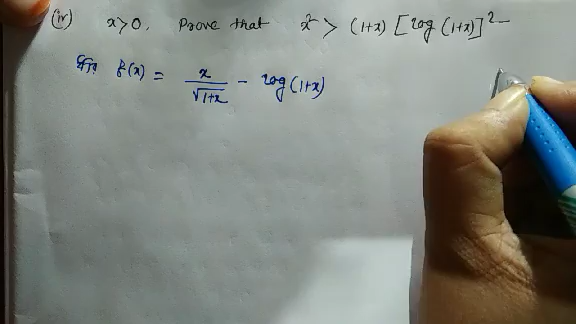 (iv) x>0. Prove that x² > (1+x) [log (1+x)]²
f(x) = x/√1+x - log (1+x)